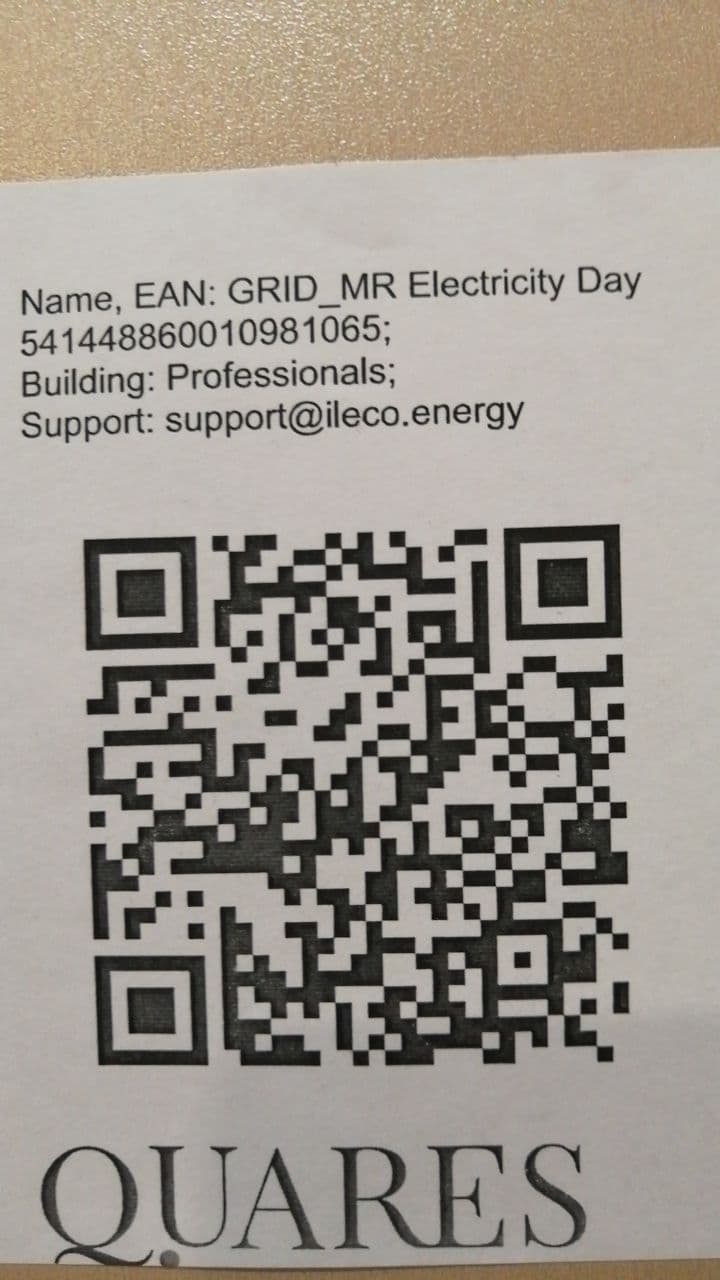 Name, EAN: GRID_MR Electricity Day
541448860010981065;
Building: Professionals;
Support: support@ileco.energy
QUARES